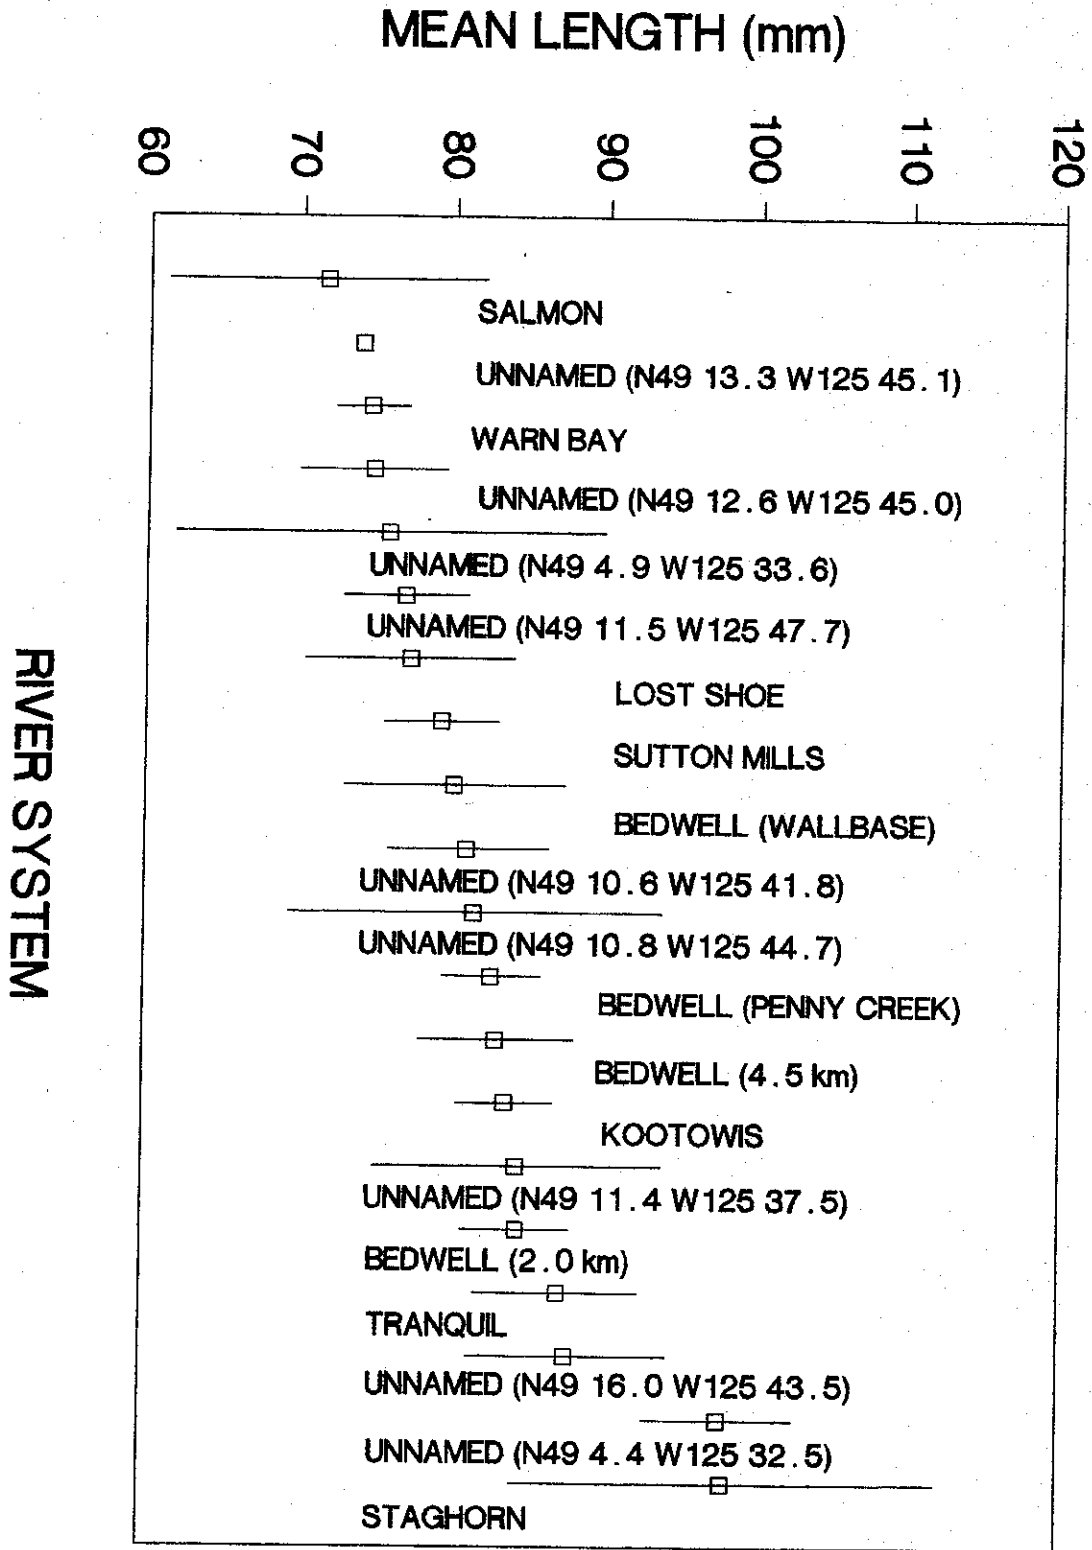 MEAN LENGTH (mm)
60
70
80
90
100
110
120
SALMON
UNNAMED (N49 13.3 W125 45.1)
WARN BAY
UNNAMED (N49 12.6 W125 45.0)
UNNAMED (N49 4.9 W125 33.6)
UNNAMED (N49 11.5 W125 47.7)
LOST SHOE
SUTTON MILLS
BEDWELL (WALLBASE)
UNNAMED (N49 10.6 W125 41.8)
UNNAMED (N49 10.8 W125 44.7)
BEDWELL (PENNY CREEK)
BEDWELL (4.5 km)
KOOTOWIS
UNNAMED (N49 11.4 W125 37.5)
BEDWELL (2.0 km)
TRANQUIL
UNNAMED (N49 16.0 W125 43.5)
UNNAMED (N49 4.4 W125 32.5)
STAGHORN
RIVER SYSTEM